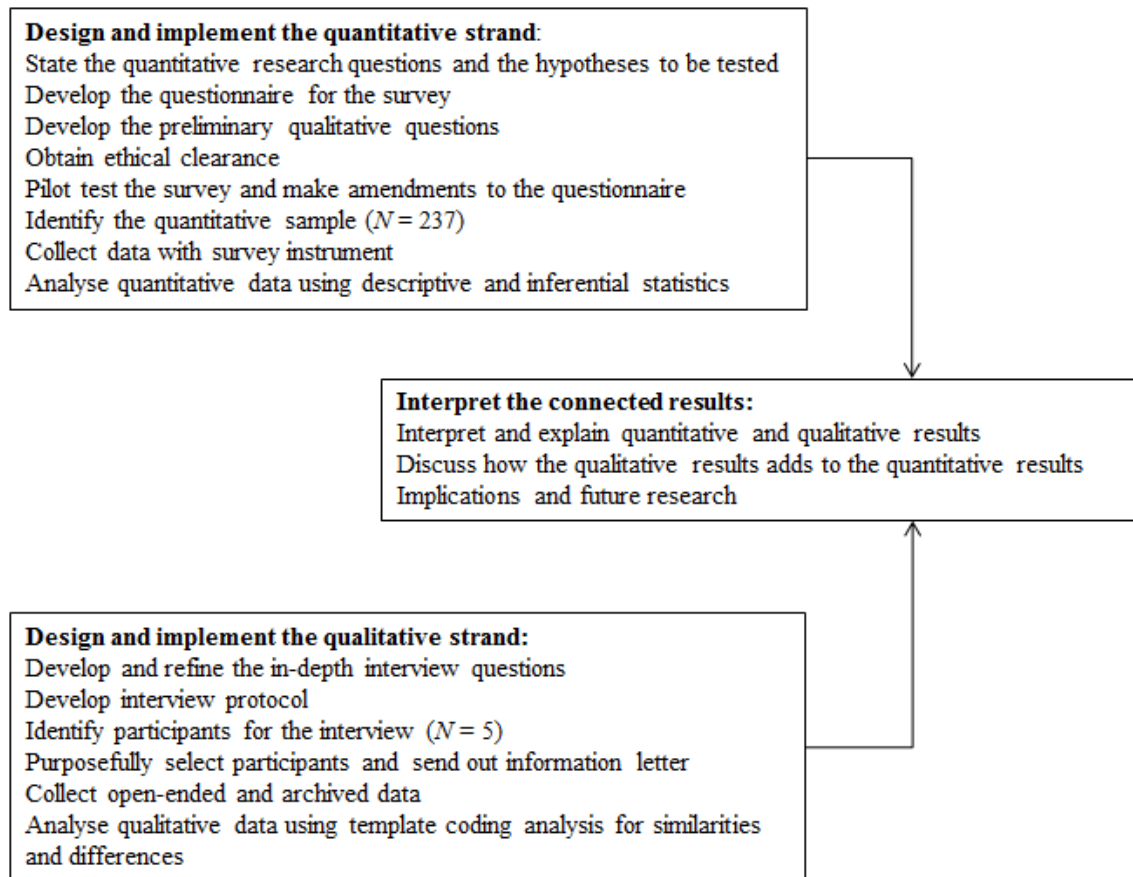 Design and implement the quantitative strand:
State the quantitative research questions and the hypotheses to be tested
Develop the questionnaire for the survey
Develop the preliminary qualitative questions
Obtain ethical clearance
Pilot test the survey and make amendments to the questionnaire
Identify the quantitative sample (N = 237)
Collect data with survey instrument
Analyse quantitative data using descriptive and inferential statistics
Interpret the connected results:
Interpret and explain quantitative and qualitative results
Discuss how the qualitative results adds to the quantitative results
Implications and future research
Design and implement the qualitative strand:
Develop and refine the in-depth interview questions
Develop interview protocol
Identify participants for the interview (N = 5)
Purposefully select participants and send out information letter
Collect open-ended and archived data
Analyse qualitative data using template coding analysis for similarities
and differences